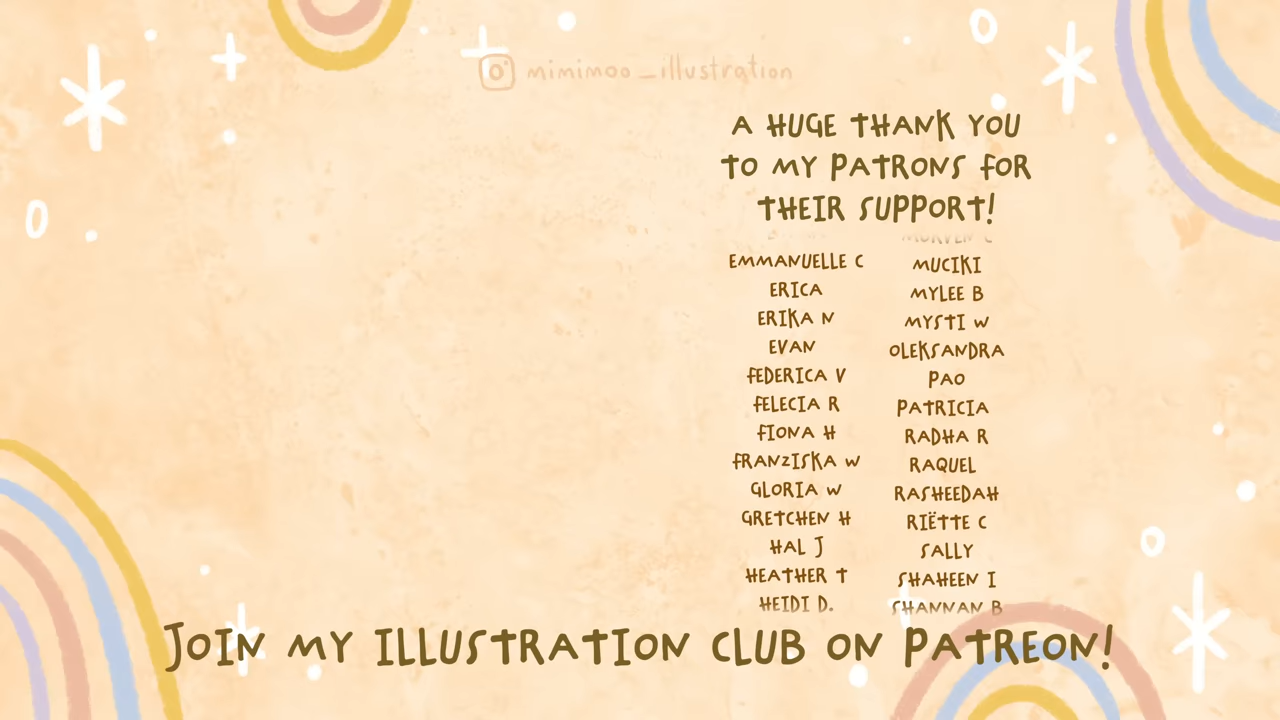 mimimoo_illustration
A HUGE THANK YOU
TO MY PATRONS FOR
THEIR SUPPORT!
EMMANUELLE C
ERICA
ERIKA N
EVAN
FEDERICA V
FELECIA R
FIONA H
FRANZISKA W
GLORIA W
GRETCHEN H
HAL J
HEATHER T
HEIDI D.
MORVEN C
MUCIKI
MYLEE B
MYSTI W
OLEKSANDRA
PAO
PATRICIA
RADHA R
RAQUEL
RASHEEDAH
RIËTTE C
SALLY
SHAHEEN I
SHANNAN B
JOIN MY ILLUSTRATION CLUB ON PATREON!